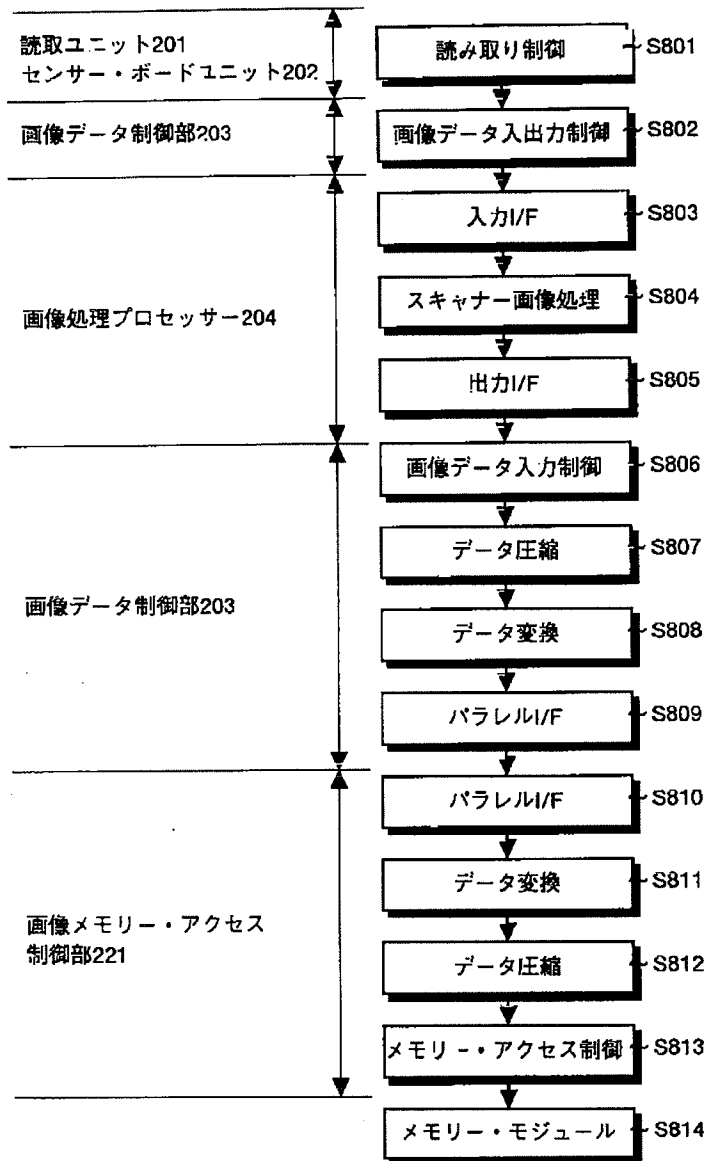 読取ユニット201
センサー・ボードユニット202
読み取り制御
S801
画像データ制御部203
画像データ入出力制御
S802
画像処理プロセッサー204
入力I/F
S803
スキャナー画像処理
S804
出力I/F
S805
画像データ制御部203
画像データ入力制御
S806
データ圧縮
S807
データ変換
S808
パラレルI/F
S809
画像メモリー・アクセス
制御部221
パラレルI/F
S810
データ変換
S811
データ圧縮
S812
メモリー・アクセス制御
S813
メモリー・モジュール
S814